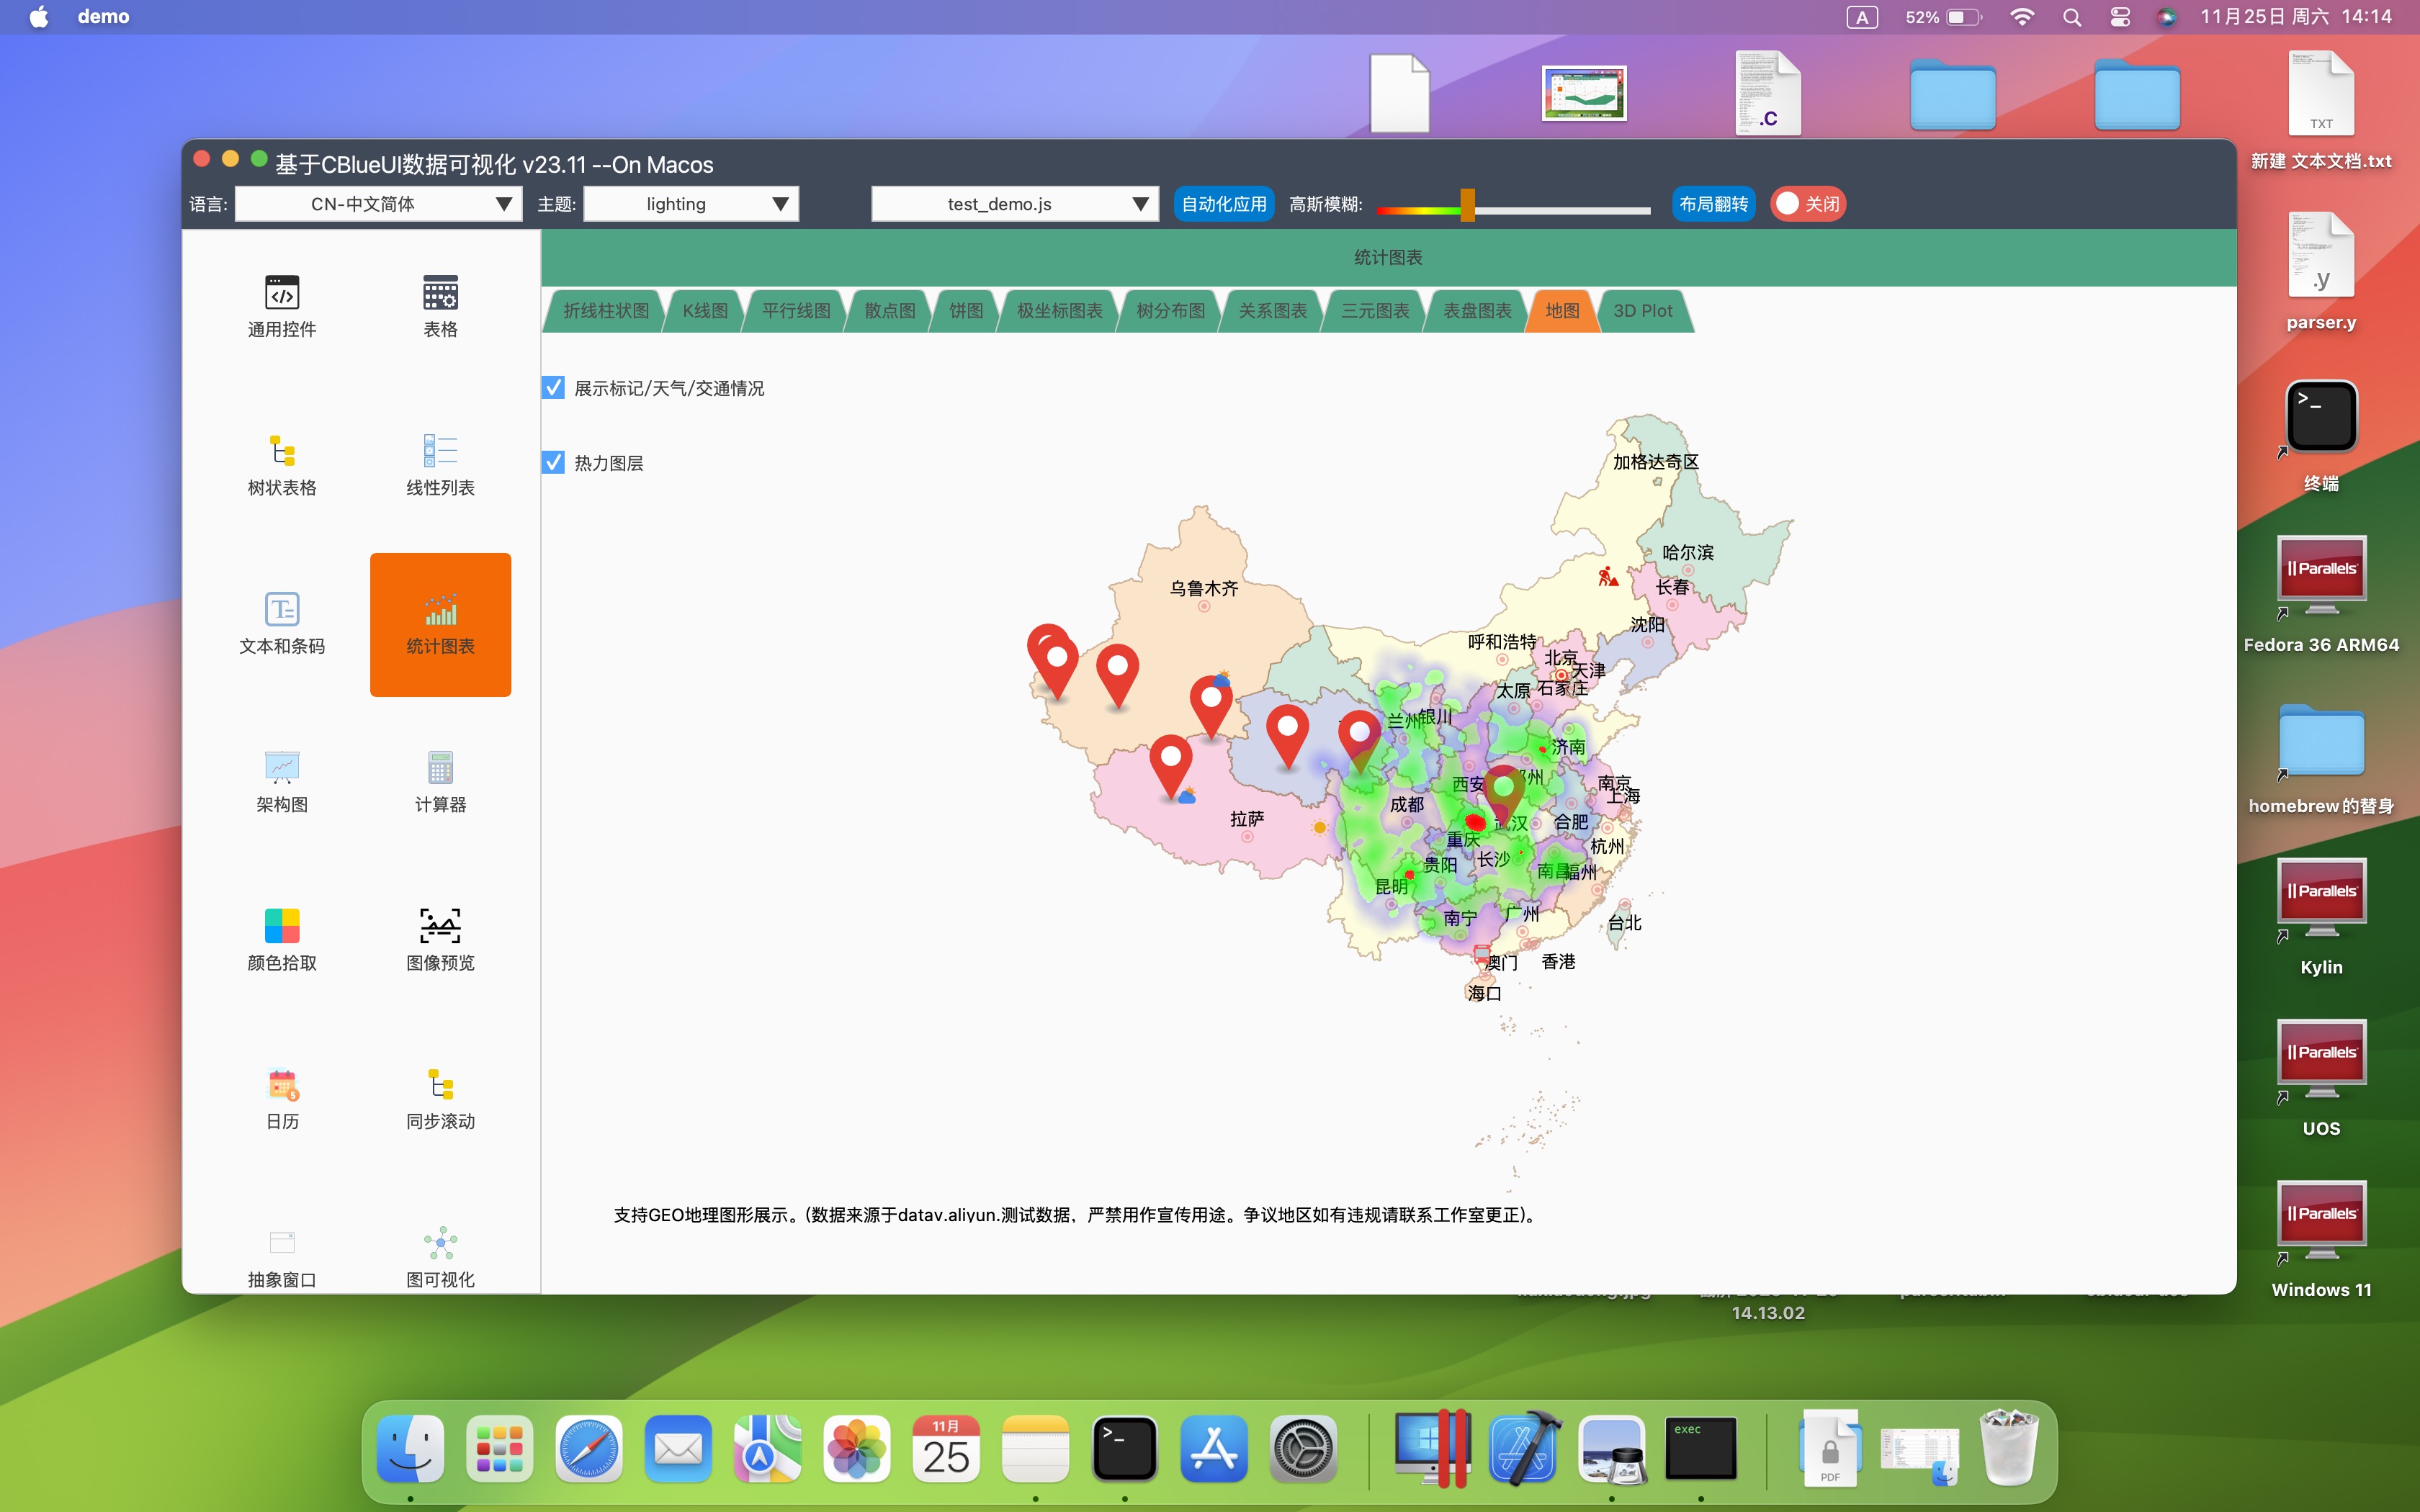 demo
A
52%
11月25日 周六 14:14
.C
TXT
新建 文本文档.txt
基于CBlueUI数据可视化 v23.11 --On Macos
语言:
CN-中文简体
主题:
lighting
test_demo.js
自动化应用
高斯模糊:
布局翻转
关闭
统计图表
折线柱状图
K线图
平行线图
散点图
饼图
极坐标图表
树分布图
关系图表
三元图表
表盘图表
地图
3D Plot
通用控件
表格
树状表格
线性列表
文本和条码
统计图表
架构图
计算器
颜色拾取
图像预览
日历
同步滚动
抽象窗口
图可视化
展示标记/天气/交通情况
热力图层
加格达奇区
哈尔滨
乌鲁木齐
长春
沈阳
呼和浩特
北京
天津
太原
石家庄
兰州
银川
济南
西安
州
南京
上海
成都
拉萨
武汉
合肥
重庆
杭州
长沙
贵阳
南昌
福州
昆明
南宁
广州
台北
澳门
香港
海口
支持GEO地理图形展示。(数据来源于datav.aliyun.测试数据，严禁用作宣传用途。争议地区如有违规请联系工作室更正)。
.y
parser.y
>_
终端
Parallels
Fedora 36 ARM64
homebrew的替身
Parallels
Kylin
Parallels
UOS
Parallels
Windows 11
14.13.02
11月
25
>_
exec
PDF